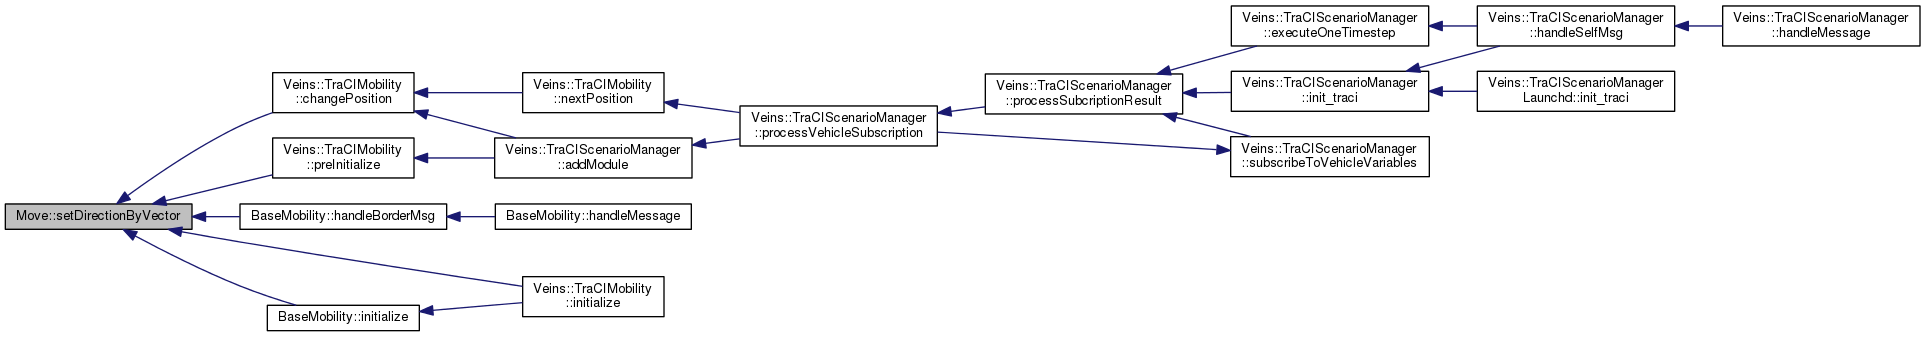 Move::setDirectionByVector
Veins::TraCIMobility
::changePosition
Veins::TraCIMobility
::preInitialize
BaseMobility::handleBorderMsg
BaseMobility::initialize
Veins::TraCIMobility
::nextPosition
Veins::TraCIScenarioManager
::addModule
BaseMobility::handleMessage
Veins::TraCIMobility
::initialize
Veins::TraCIScenarioManager
::processVehicleSubscription
Veins::TraCIScenarioManager
::processSubcriptionResult
Veins::TraCIScenarioManager
::executeOneTimestep
Veins::TraCIScenarioManager
::init_traci
Veins::TraCIScenarioManager
::subscribeToVehicleVariables
Veins::TraCIScenarioManager
::handleSelfMsg
Veins::TraCIScenarioManager
Launchd::init_traci
Veins::TraCIScenarioManager
::handleMessage